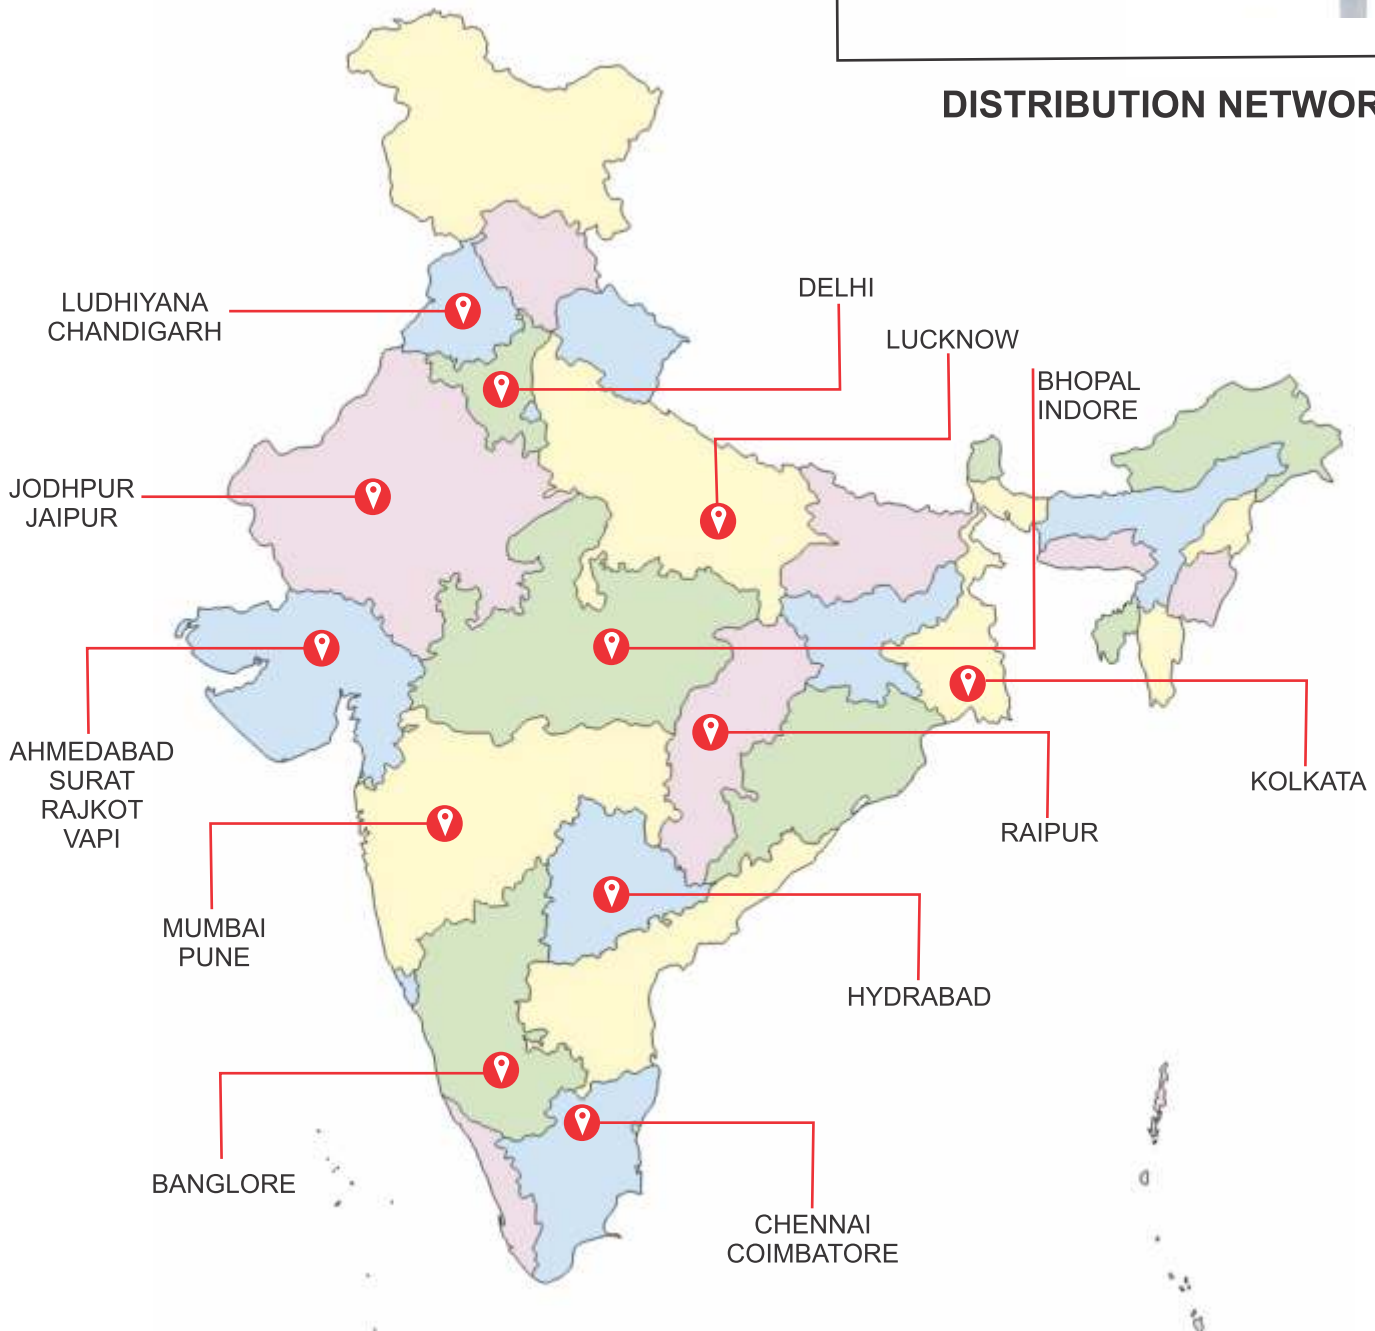 DISTRIBUTION NETWOR
DELHI
LUDHIYANA
CHANDIGARH
LUCKNOW
BHOPAL
INDORE
JODHPUR
JAIPUR
AHMEDABAD
SURAT
RAJKOT
VAPI
KOLKATA
RAIPUR
MUMBAI
PUNE
HYDRABAD
BANGLORE
CHENNAI
COIMBATORE